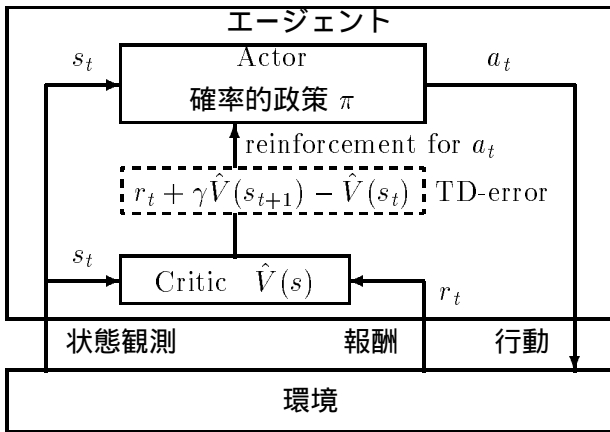 エージェント
s_t
Actor
a_t
確率的政策 π
reinforcement for a_t
r_t + γV̂(s_{t+1}) − V̂(s_t)
TD-error
s_t
Critic V̂(s)
r_t
状態観測
報酬
行動
環境